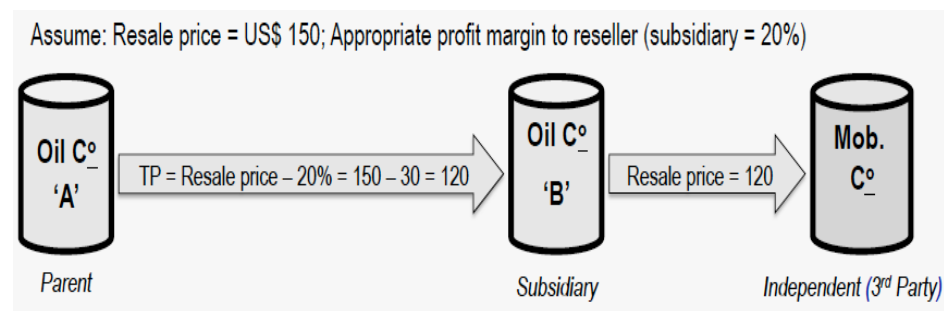 Assume: Resale price = US$ 150; Appropriate profit margin to reseller (subsidiary = 20%)
Oil Cº
'A'
TP = Resale price – 20% = 150 – 30 = 120
Oil Cº
'B'
Resale price = 120
Mob.
Cº
Parent
Subsidiary
Independent (3rd Party)